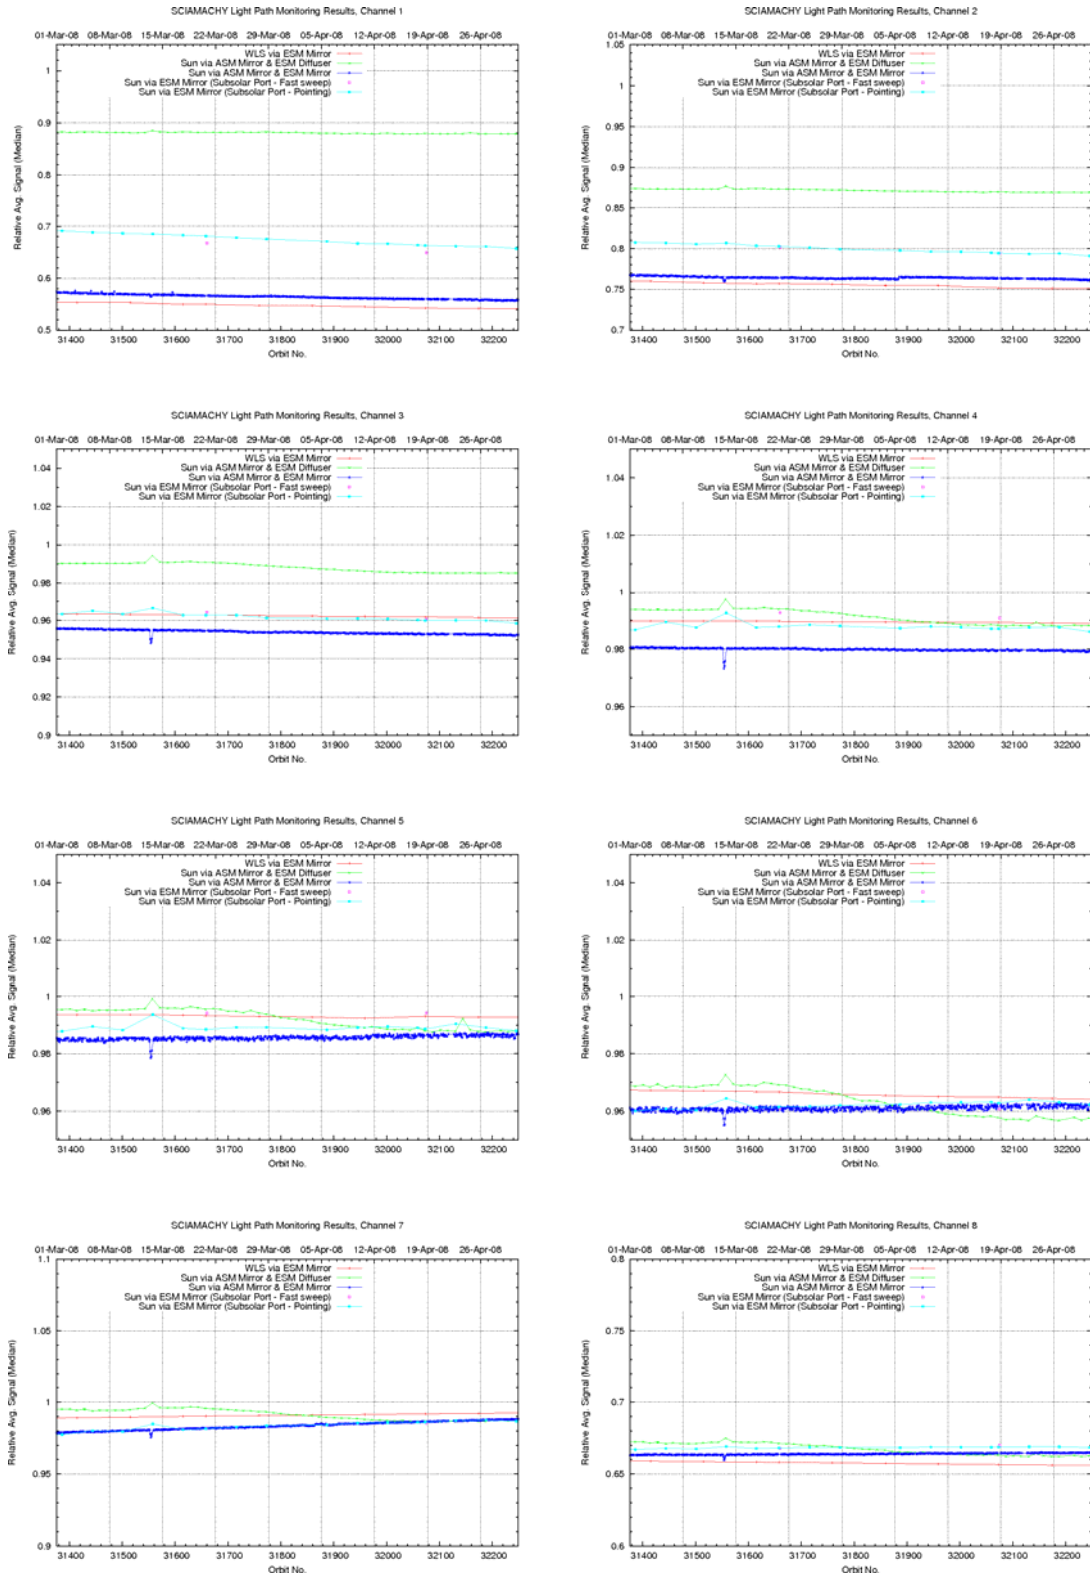 SCIAMACHY Light Path Monitoring Results, Channel 1
01-Mar-08 08-Mar-08 15-Mar-08 22-Mar-08 29-Mar-08 05-Apr-08 12-Apr-08 19-Apr-08 26-Apr-08
WLS via ESM Mirror
Sun via ASM Mirror & ESM Diffuser
Sun via ASM Mirror & ESM Mirror
Sun via ESM Mirror (Subsolar Port - Fast sweep)
Sun via ESM Mirror (Subsolar Port - Pointing)
Relative Avg. Signal (Median)
1
0.9
0.8
0.7
0.6
0.5
31400 31500 31600 31700 31800 31900 32000 32100 32200
Orbit No.
SCIAMACHY Light Path Monitoring Results, Channel 2
01-Mar-08 08-Mar-08 15-Mar-08 22-Mar-08 29-Mar-08 05-Apr-08 12-Apr-08 19-Apr-08 26-Apr-08
WLS via ESM Mirror
Sun via ASM Mirror & ESM Diffuser
Sun via ASM Mirror & ESM Mirror
Sun via ESM Mirror (Subsolar Port - Fast sweep)
Sun via ESM Mirror (Subsolar Port - Pointing)
Relative Avg. Signal (Median)
1.05
1
0.95
0.9
0.85
0.8
0.75
0.7
31400 31500 31600 31700 31800 31900 32000 32100 32200
Orbit No.
SCIAMACHY Light Path Monitoring Results, Channel 3
01-Mar-08 08-Mar-08 15-Mar-08 22-Mar-08 29-Mar-08 05-Apr-08 12-Apr-08 19-Apr-08 26-Apr-08
WLS via ESM Mirror
Sun via ASM Mirror & ESM Diffuser
Sun via ASM Mirror & ESM Mirror
Sun via ESM Mirror (Subsolar Port - Fast sweep)
Sun via ESM Mirror (Subsolar Port - Pointing)
Relative Avg. Signal (Median)
1.04
1.02
1
0.98
0.96
0.94
0.92
0.9
31400 31500 31600 31700 31800 31900 32000 32100 32200
Orbit No.
SCIAMACHY Light Path Monitoring Results, Channel 4
01-Mar-08 08-Mar-08 15-Mar-08 22-Mar-08 29-Mar-08 05-Apr-08 12-Apr-08 19-Apr-08 26-Apr-08
WLS via ESM Mirror
Sun via ASM Mirror & ESM Diffuser
Sun via ASM Mirror & ESM Mirror
Sun via ESM Mirror (Subsolar Port - Fast sweep)
Sun via ESM Mirror (Subsolar Port - Pointing)
Relative Avg. Signal (Median)
1.04
1.02
1
0.98
0.96
31400 31500 31600 31700 31800 31900 32000 32100 32200
Orbit No.
SCIAMACHY Light Path Monitoring Results, Channel 5
01-Mar-08 08-Mar-08 15-Mar-08 22-Mar-08 29-Mar-08 05-Apr-08 12-Apr-08 19-Apr-08 26-Apr-08
WLS via ESM Mirror
Sun via ASM Mirror & ESM Diffuser
Sun via ASM Mirror & ESM Mirror
Sun via ESM Mirror (Subsolar Port - Fast sweep)
Sun via ESM Mirror (Subsolar Port - Pointing)
Relative Avg. Signal (Median)
1.04
1.02
1
0.98
0.96
31400 31500 31600 31700 31800 31900 32000 32100 32200
Orbit No.
SCIAMACHY Light Path Monitoring Results, Channel 6
01-Mar-08 08-Mar-08 15-Mar-08 22-Mar-08 29-Mar-08 05-Apr-08 12-Apr-08 19-Apr-08 26-Apr-08
WLS via ESM Mirror
Sun via ASM Mirror & ESM Diffuser
Sun via ASM Mirror & ESM Mirror
Sun via ESM Mirror (Subsolar Port - Fast sweep)
Sun via ESM Mirror (Subsolar Port - Pointing)
Relative Avg. Signal (Median)
1.04
1.02
1
0.98
0.96
31400 31500 31600 31700 31800 31900 32000 32100 32200
Orbit No.
SCIAMACHY Light Path Monitoring Results, Channel 7
01-Mar-08 08-Mar-08 15-Mar-08 22-Mar-08 29-Mar-08 05-Apr-08 12-Apr-08 19-Apr-08 26-Apr-08
WLS via ESM Mirror
Sun via ASM Mirror & ESM Diffuser
Sun via ASM Mirror & ESM Mirror
Sun via ESM Mirror (Subsolar Port - Fast sweep)
Sun via ESM Mirror (Subsolar Port - Pointing)
Relative Avg. Signal (Median)
1.1
1.05
1
0.95
0.9
31400 31500 31600 31700 31800 31900 32000 32100 32200
Orbit No.
SCIAMACHY Light Path Monitoring Results, Channel 8
01-Mar-08 08-Mar-08 15-Mar-08 22-Mar-08 29-Mar-08 05-Apr-08 12-Apr-08 19-Apr-08 26-Apr-08
WLS via ESM Mirror
Sun via ASM Mirror & ESM Diffuser
Sun via ASM Mirror & ESM Mirror
Sun via ESM Mirror (Subsolar Port - Fast sweep)
Sun via ESM Mirror (Subsolar Port - Pointing)
Relative Avg. Signal (Median)
0.8
0.75
0.7
0.65
0.6
31400 31500 31600 31700 31800 31900 32000 32100 32200
Orbit No.